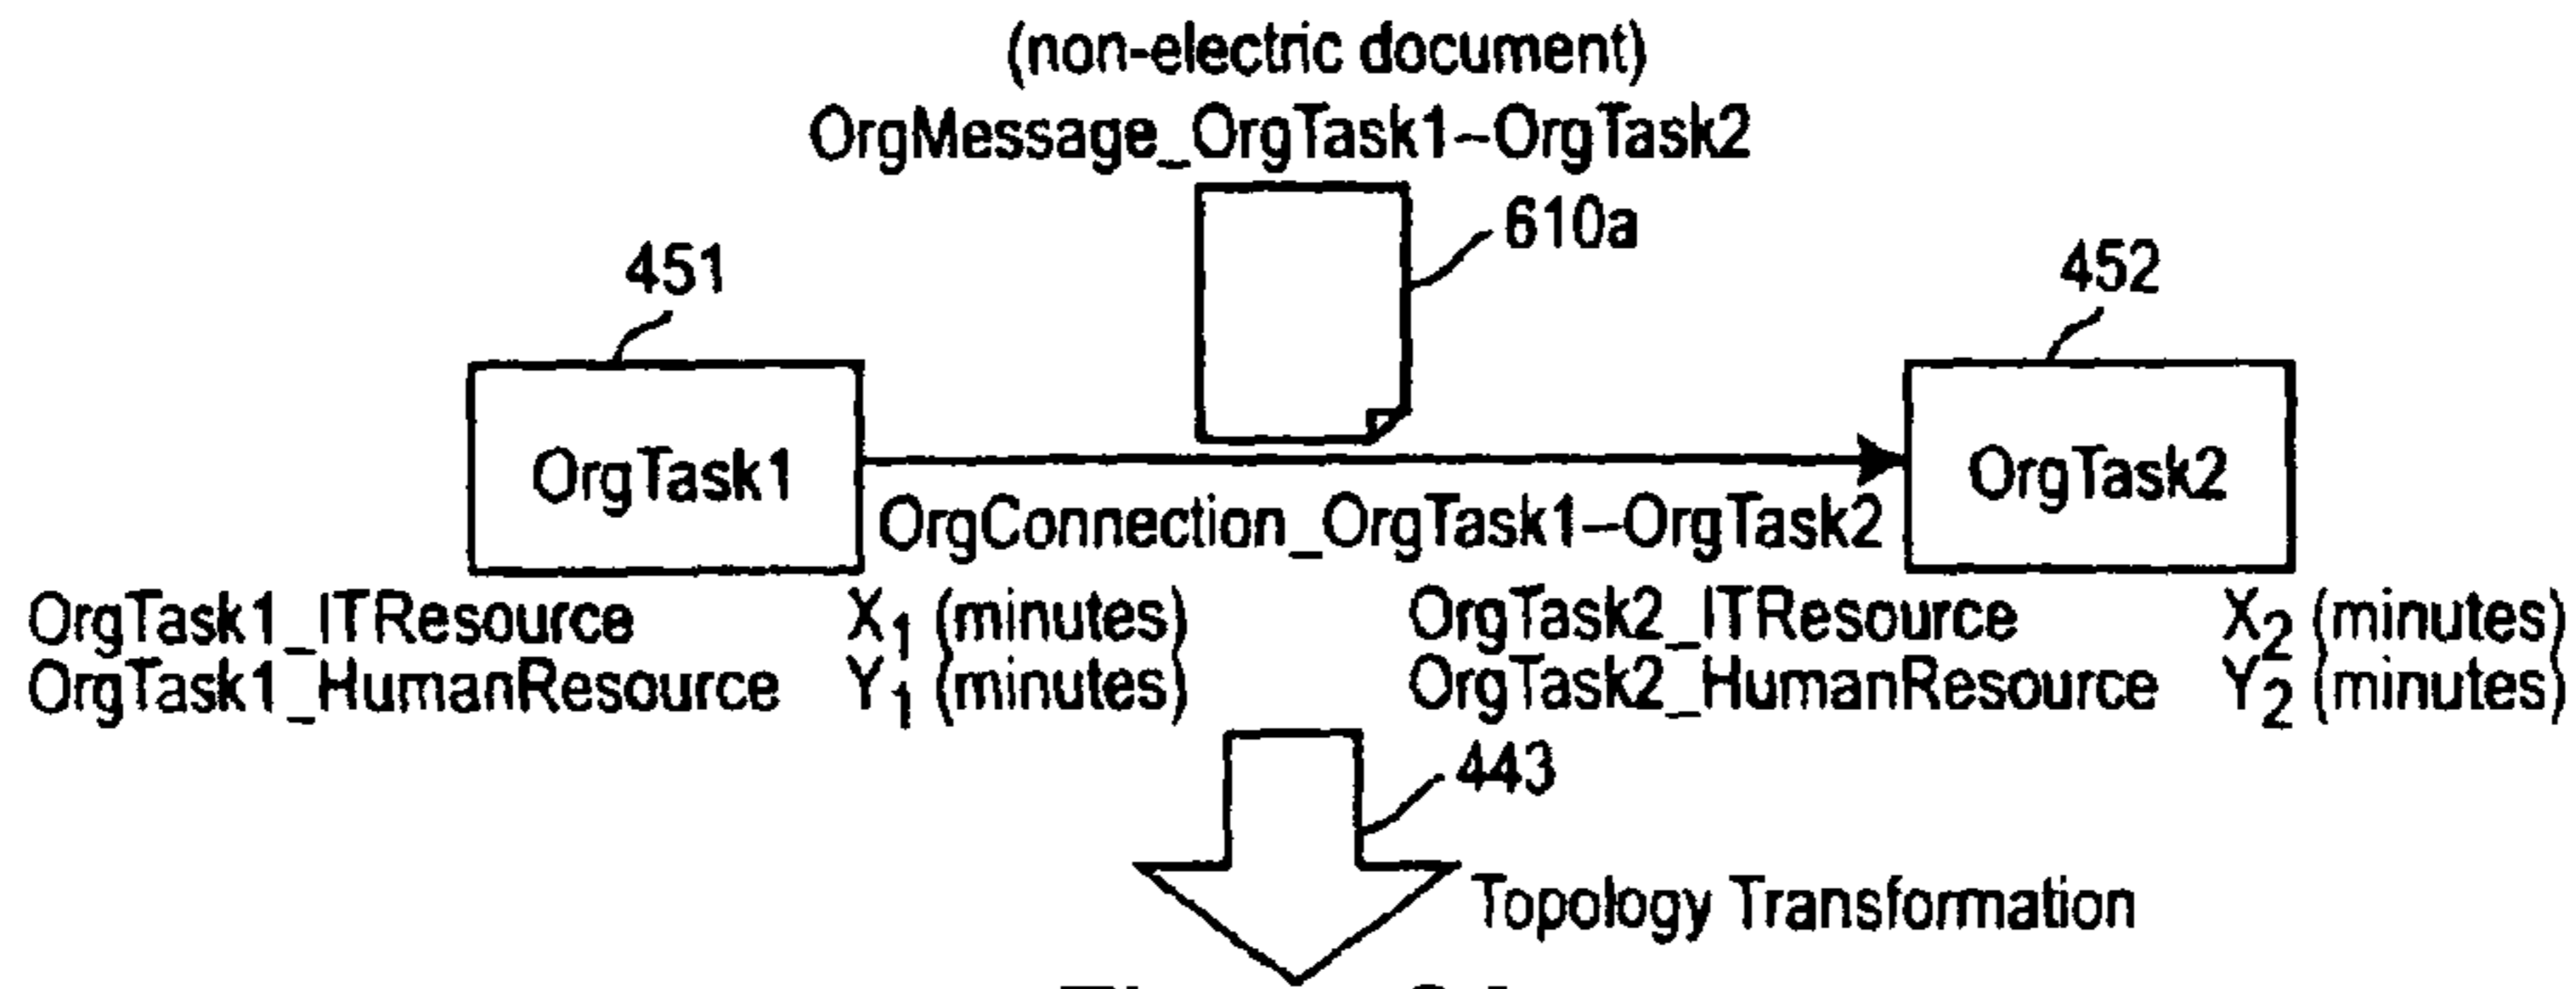 (non-electric document)
OrgMessage_OrgTask1–OrgTask2
610a
451
452
OrgTask1
OrgTask2
OrgConnection_OrgTask1–OrgTask2
OrgTask1_ITResource X1 (minutes) OrgTask2_ITResource X2 (minutes)
OrgTask1_HumanResource Y1 (minutes) OrgTask2_HumanResource Y2 (minutes)
443
Topology Transformation